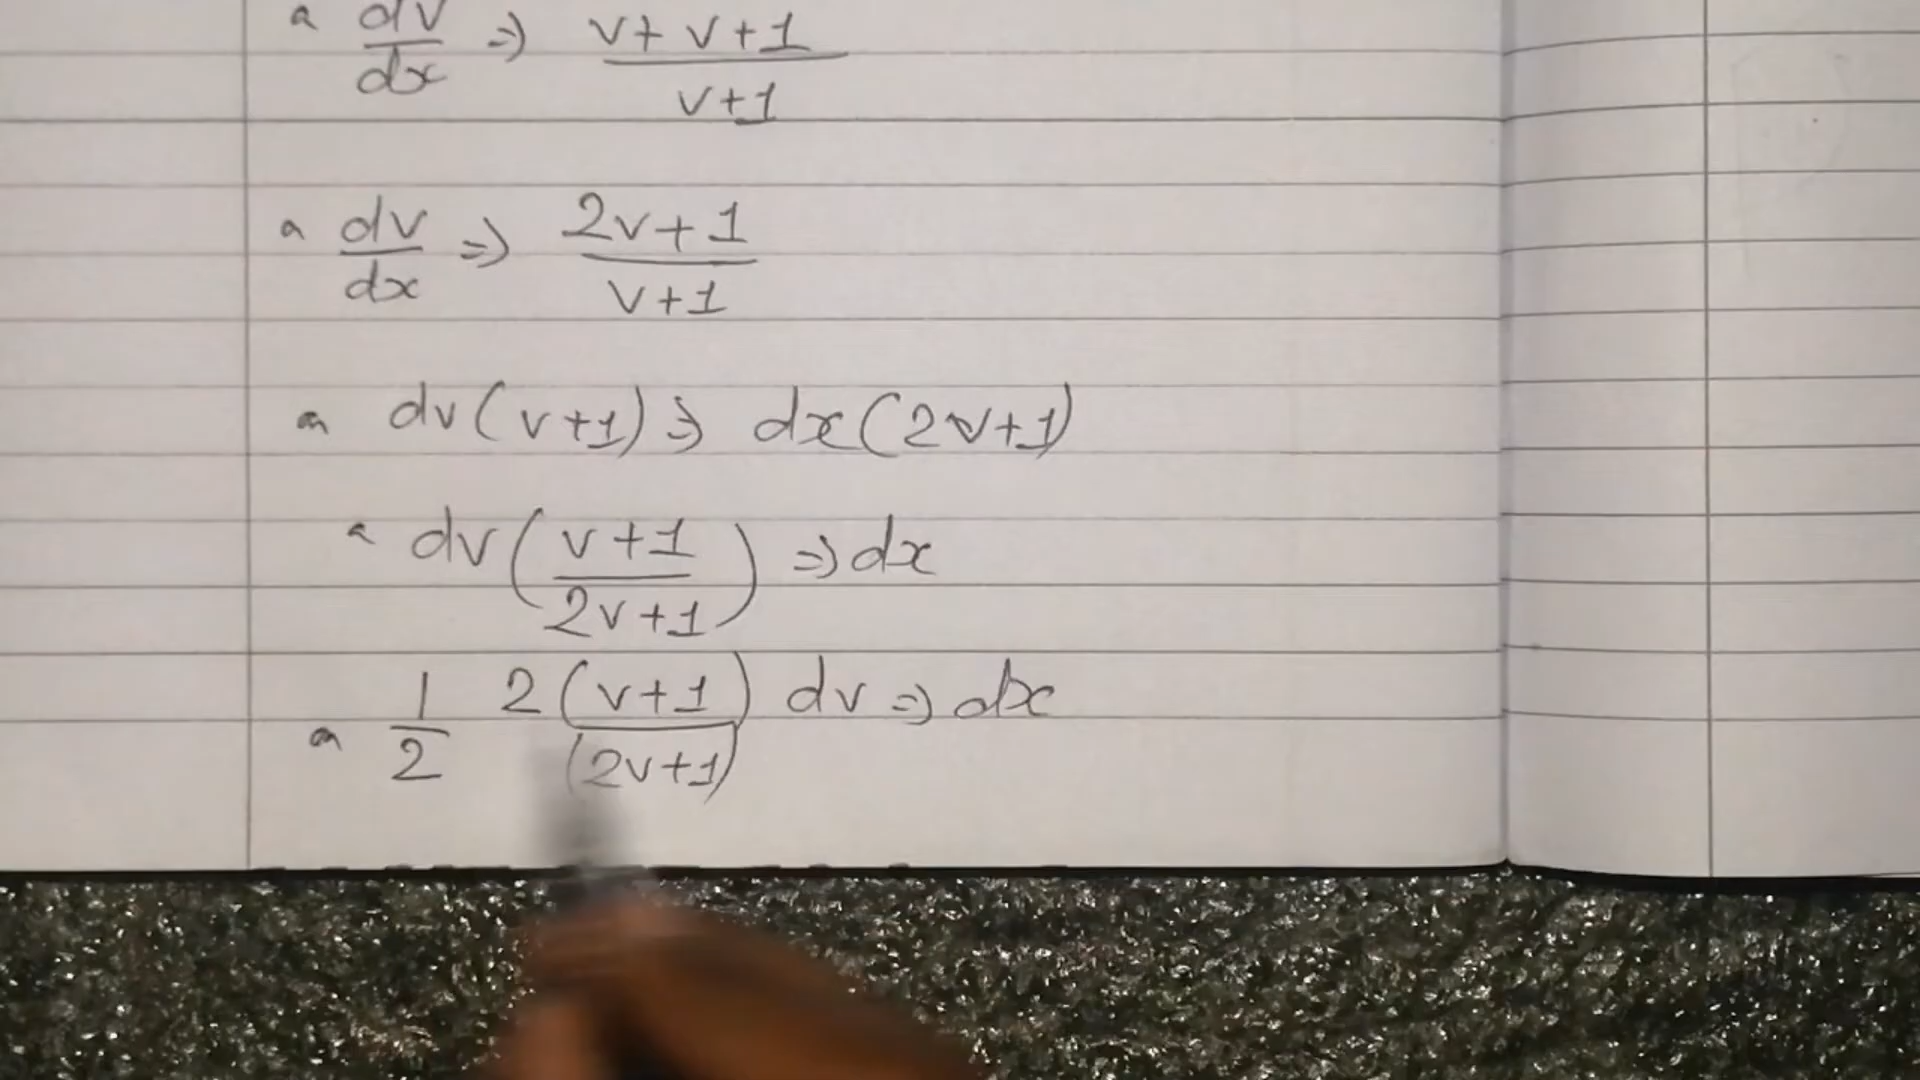 a dv/dx => v+v+1/v+1
a dv/dx => 2v+1/v+1
a dv(v+1) => dx(2v+1)
a dv(v+1/2v+1) => dx
a 1/2 2(v+1)/(2v+1) dv => dx